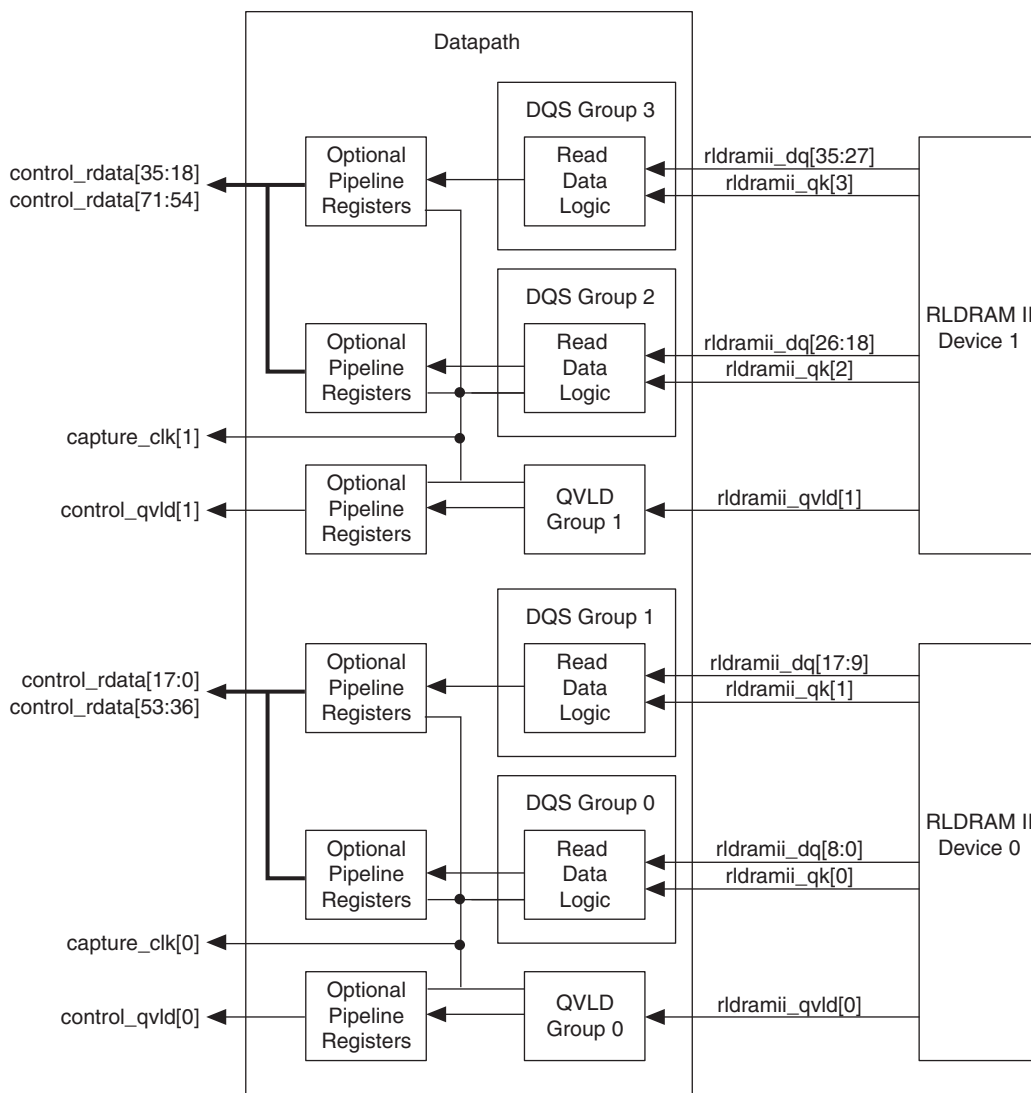 Datapath
DQS Group 3
Optional
Pipeline
Registers
Read
Data
Logic
rldramii_dq[35:27]
rldramii_qk[3]
control_rdata[35:18]
control_rdata[71:54]
DQS Group 2
Optional
Pipeline
Registers
Read
Data
Logic
rldramii_dq[26:18]
rldramii_qk[2]
RLDRAM II
Device 1
capture_clk[1]
Optional
Pipeline
Registers
QVLD
Group 1
rldramii_qvld[1]
control_qvld[1]
DQS Group 1
Optional
Pipeline
Registers
Read
Data
Logic
rldramii_dq[17:9]
rldramii_qk[1]
control_rdata[17:0]
control_rdata[53:36]
DQS Group 0
Optional
Pipeline
Registers
Read
Data
Logic
rldramii_dq[8:0]
rldramii_qk[0]
RLDRAM II
Device 0
capture_clk[0]
Optional
Pipeline
Registers
QVLD
Group 0
rldramii_qvld[0]
control_qvld[0]